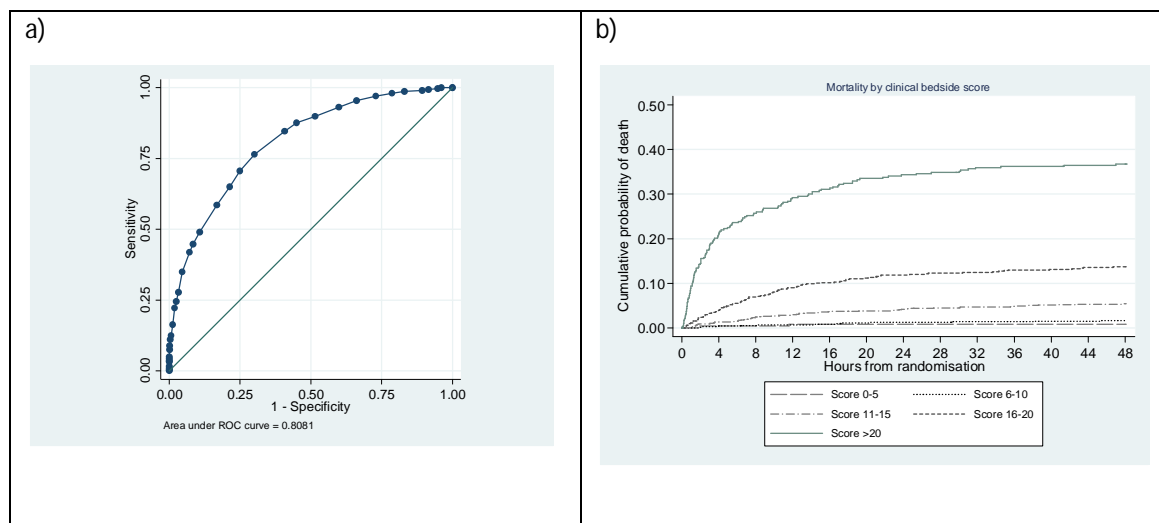 a)
1.00
0.75
0.50
0.25
0.00
Sensitivity
0.00 0.25 0.50 0.75 1.00
1 - Specificity
Area under ROC curve = 0.8081
b)
Mortality by clinical bedside score
0.50
0.40
0.30
0.20
0.10
0.00
Cumulative probability of death
0 4 8 12 16 20 24 28 32 36 40 44 48
Hours from randomisation
Score 0-5 Score 6-10
Score 11-15 Score 16-20
Score >20